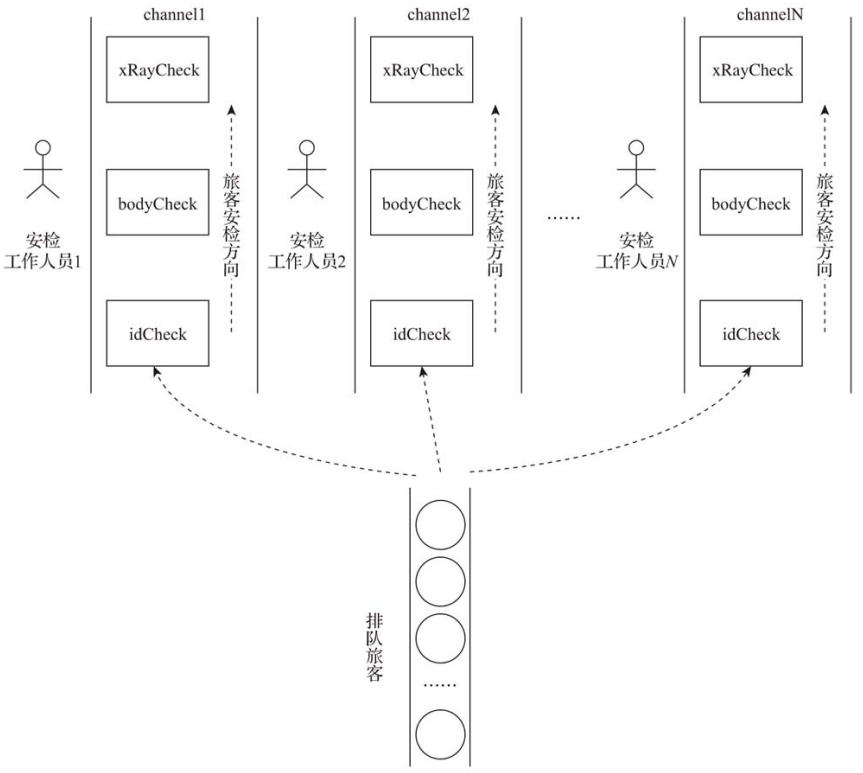 channel1
channel2
channelN
xRayCheck
xRayCheck
xRayCheck
旅客安检方向
旅客安检方向
旅客安检方向
bodyCheck
bodyCheck
bodyCheck
......
安检
工作人员1
安检
工作人员2
安检
工作人员N
idCheck
idCheck
idCheck
排队旅客
......